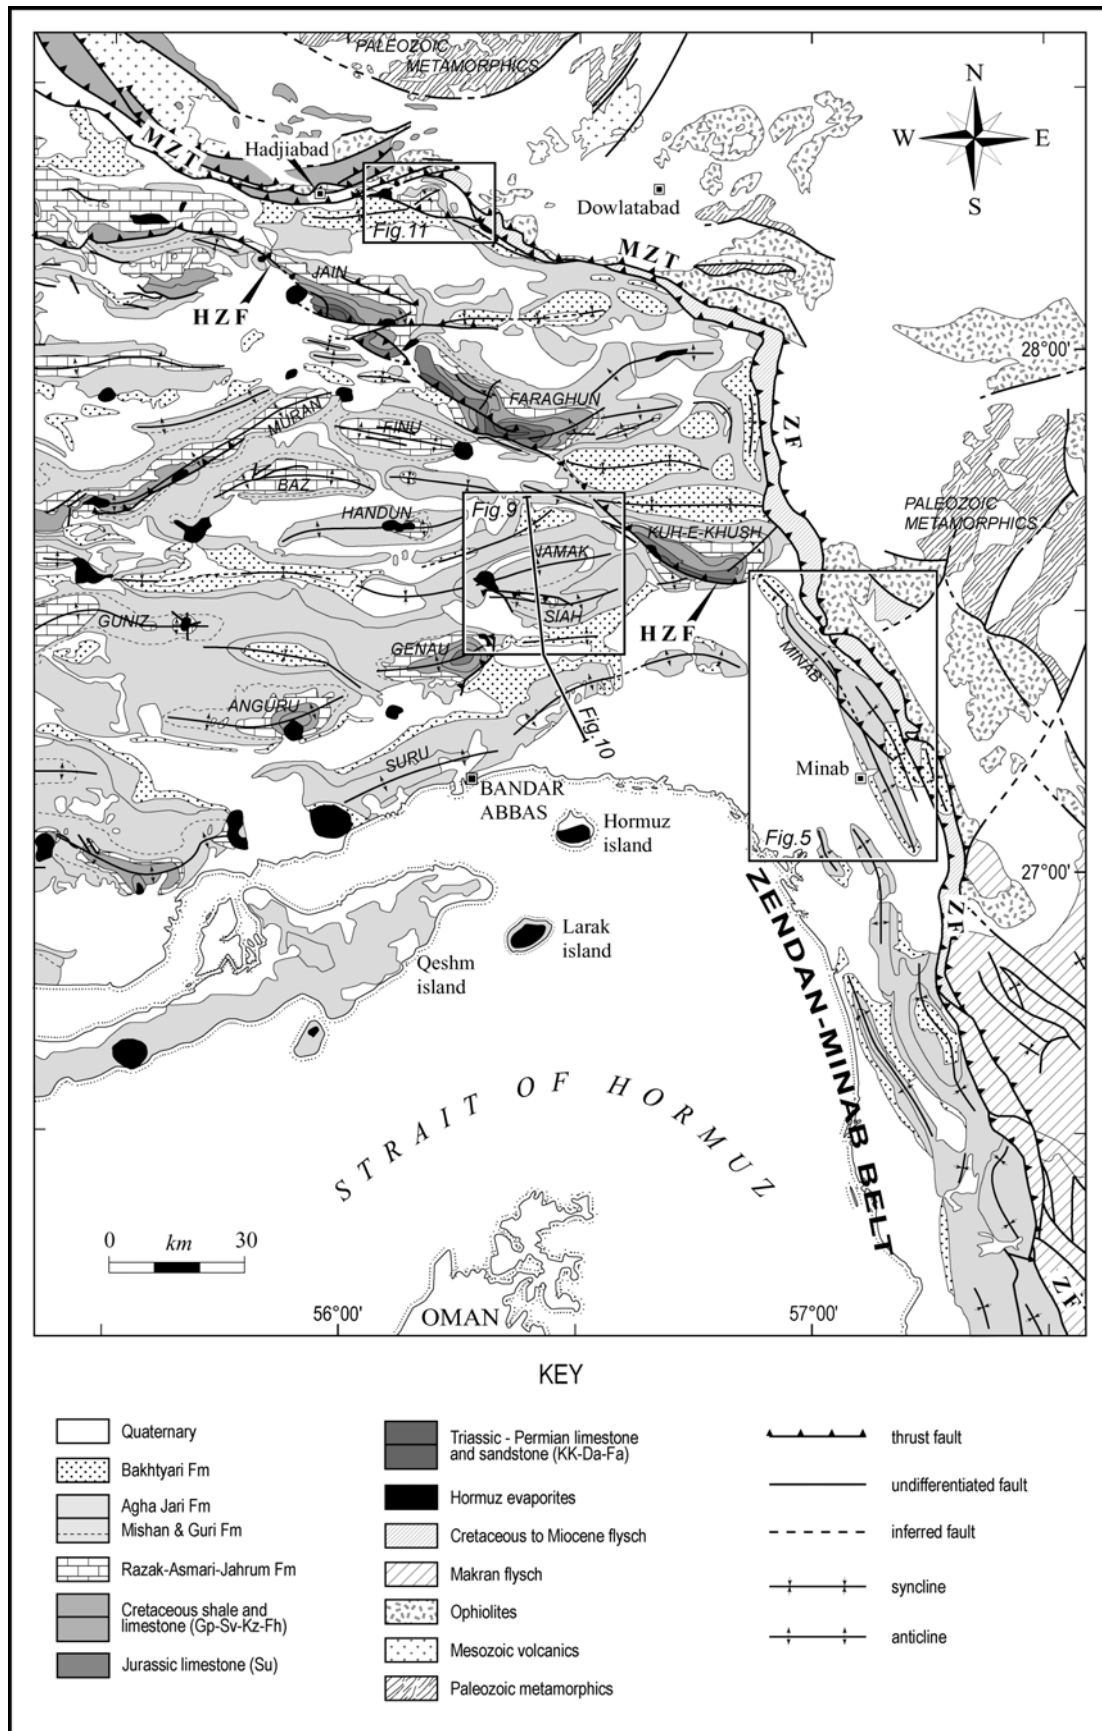 PALEOZOIC
METAMORPHICS
N
W
E
S
MZT
Hadjiabad
Dowlatabad
Fig.11
MZT
JAIN
HZF
28°00'
FARAGHUN
MURAN
FINU
ZF
BAZ
HANDUN
Fig.9
NAMAK
KUH-E-KHUSH
PALEOZOIC
METAMORPHICS
GUNIZ
SIAH
HZF
GENAU
MINAB
ANGURU
Fig.10
SURU
Minab
BANDAR
ABBAS
Hormuz
island
Fig.5
27°00'
ZENDAN-MINAB BELT
ZF
Larak
island
Qeshm
island
STRAIT OF HORMUZ
0 km 30
ZF
56°00'
57°00'
OMAN
KEY
Quaternary
Bakhtyari Fm
Agha Jari Fm
Mishan & Guri Fm
Razak-Asmari-Jahrum Fm
Cretaceous shale and
limestone (Gp-Sv-Kz-Fh)
Jurassic limestone (Su)
Triassic - Permian limestone
and sandstone (KK-Da-Fa)
Hormuz evaporites
Cretaceous to Miocene flysch
Makran flysch
Ophiolites
Mesozoic volcanics
Paleozoic metamorphics
thrust fault
undifferentiated fault
inferred fault
syncline
anticline